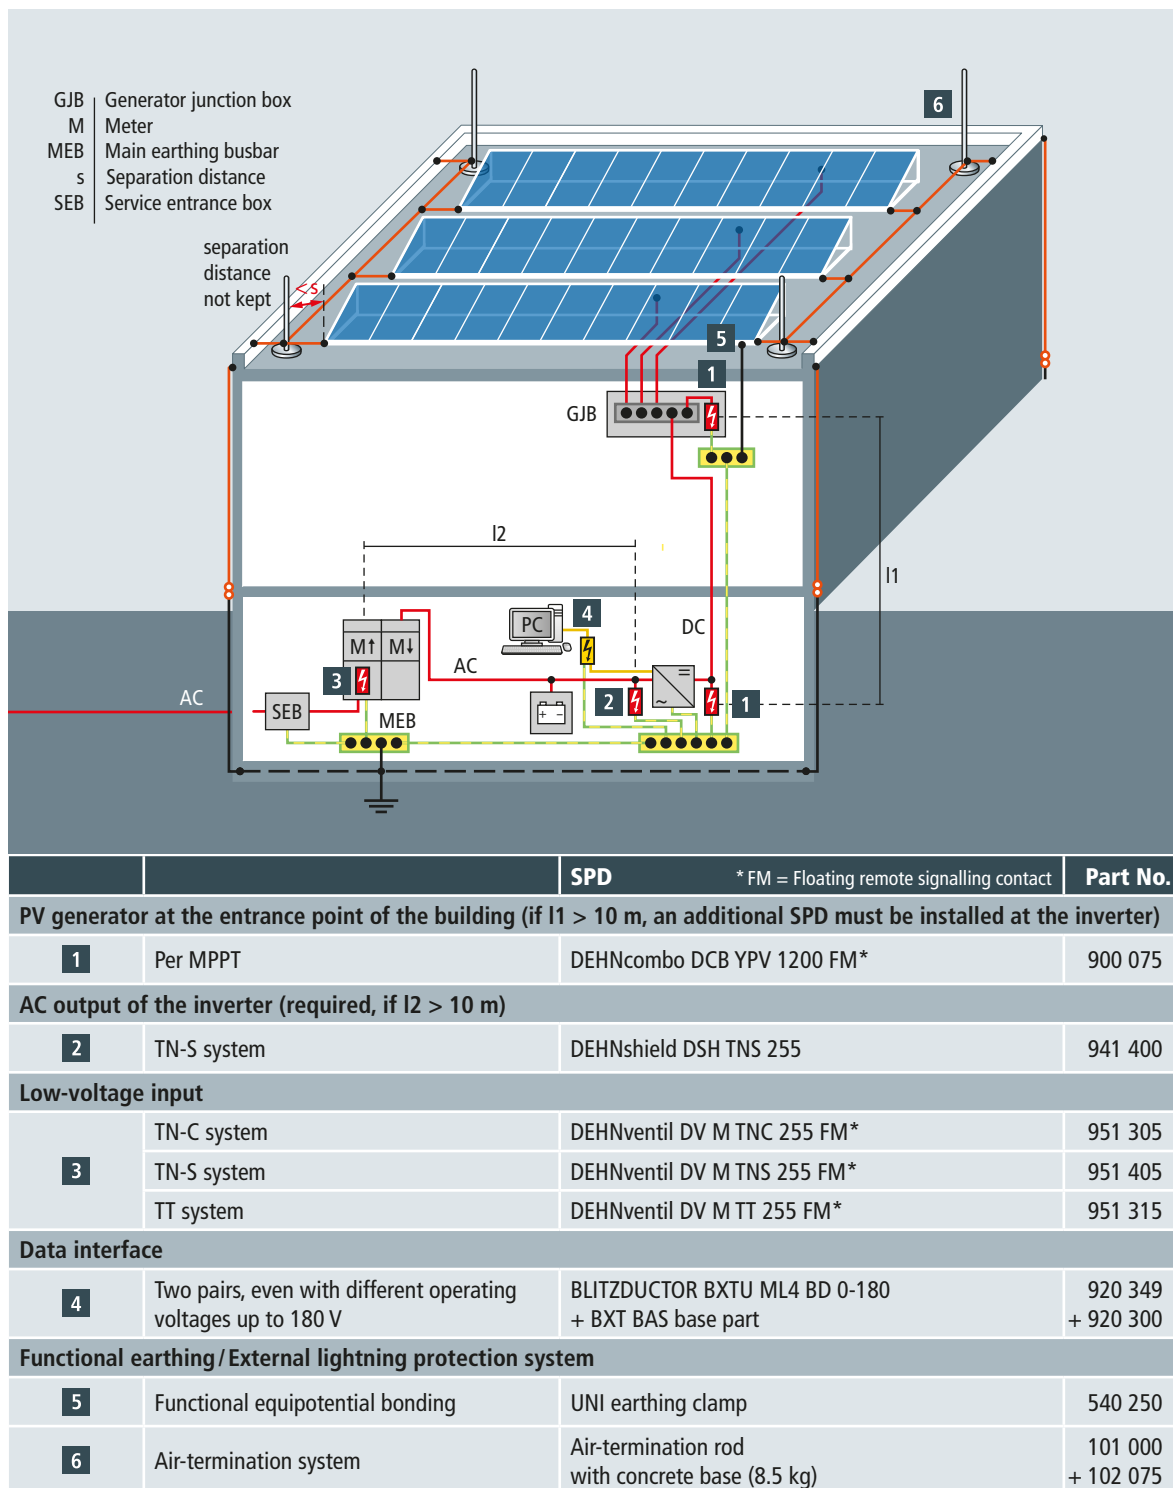 GJB Generator junction box
M Meter
MEB Main earthing busbar
s Separation distance
SEB Service entrance box
6
separation
distance
not kept
< s
5
1
GJB
l2
l1
PC
4
DC
M↑ M↓
AC
3
2
1
AC
SEB
MEB
SPD * FM = Floating remote signalling contact Part No.
PV generator at the entrance point of the building (if l1 > 10 m, an additional SPD must be installed at the inverter)
1 Per MPPT DEHNcombo DCB YPV 1200 FM* 900 075
AC output of the inverter (required, if l2 > 10 m)
2 TN-S system DEHNshield DSH TNS 255 941 400
Low-voltage input
TN-C system DEHNventil DV M TNC 255 FM* 951 305
3 TN-S system DEHNventil DV M TNS 255 FM* 951 405
TT system DEHNventil DV M TT 255 FM* 951 315
Data interface
4 Two pairs, even with different operating BLITZDUCTOR BXTU ML4 BD 0-180 920 349
voltages up to 180 V + BXT BAS base part + 920 300
Functional earthing / External lightning protection system
5 Functional equipotential bonding UNI earthing clamp 540 250
6 Air-termination system Air-termination rod 101 000
with concrete base (8.5 kg) + 102 075